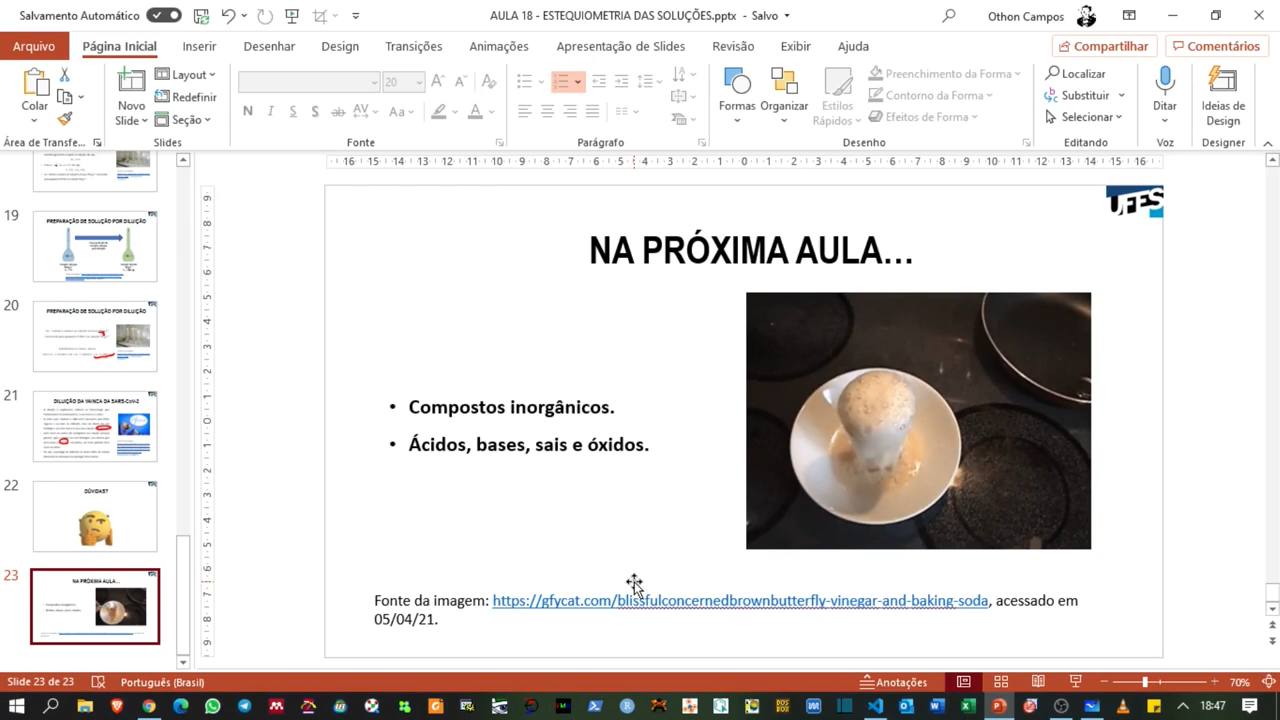 Salvamento Automático
AULA 18 - ESTEQUIOMETRIA DAS SOLUÇÕES.pptx - Salvo
Othon Campos
Arquivo Página Inicial Inserir Desenhar Design Transições Animações Apresentação de Slides Revisão Exibir Ajuda
Compartilhar Comentários
Colar
Novo Slide
Layout
Redefinir
Seção
20
Formas
Organizar
Estilos Rápidos
Preenchimento da Forma
Contorno da Forma
Efeitos de Forma
Localizar
Substituir
Selecionar
Ditar
Ideias de Design
Área de Transfe... Slides Fonte Parágrafo Desenho Editando Voz Designer
19
PREPARAÇÃO DE SOLUÇÃO POR DILUIÇÃO
20
PREPARAÇÃO DE SOLUÇÃO POR DILUIÇÃO
21
DILUIÇÃO DA VACINA DA SARS-CoV-2
22
DÚVIDAS?
23
NA PRÓXIMA AULA...
UFES
NA PRÓXIMA AULA...
• Compostos inorgânicos.
• Ácidos, bases, sais e óxidos.
Fonte da imagem: https://gfycat.com/blissfulconcernedbrownbutterfly-vinegar-and-baking-soda, acessado em
05/04/21.
Slide 23 de 23
Português (Brasil)
Anotações
70%
18:47